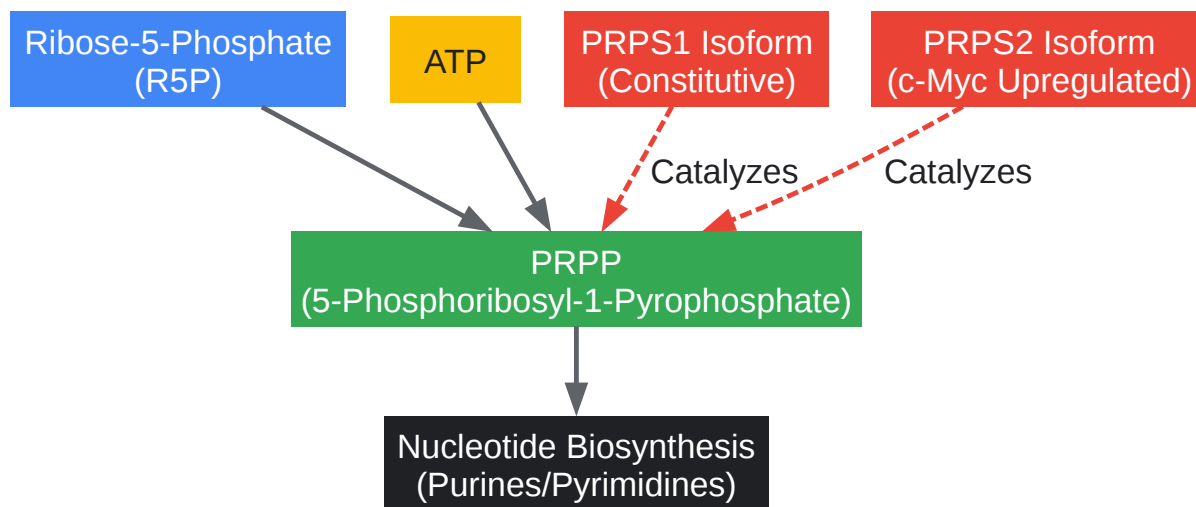 Ribose-5-Phosphate
(R5P)
ATP
PRPS1 Isoform
(Constitutive)
PRPS2 Isoform
(c-Myc Upregulated)
Catalyzes
Catalyzes
PRPP
(5-Phosphoribosyl-1-Pyrophosphate)
Nucleotide Biosynthesis
(Purines/Pyrimidines)